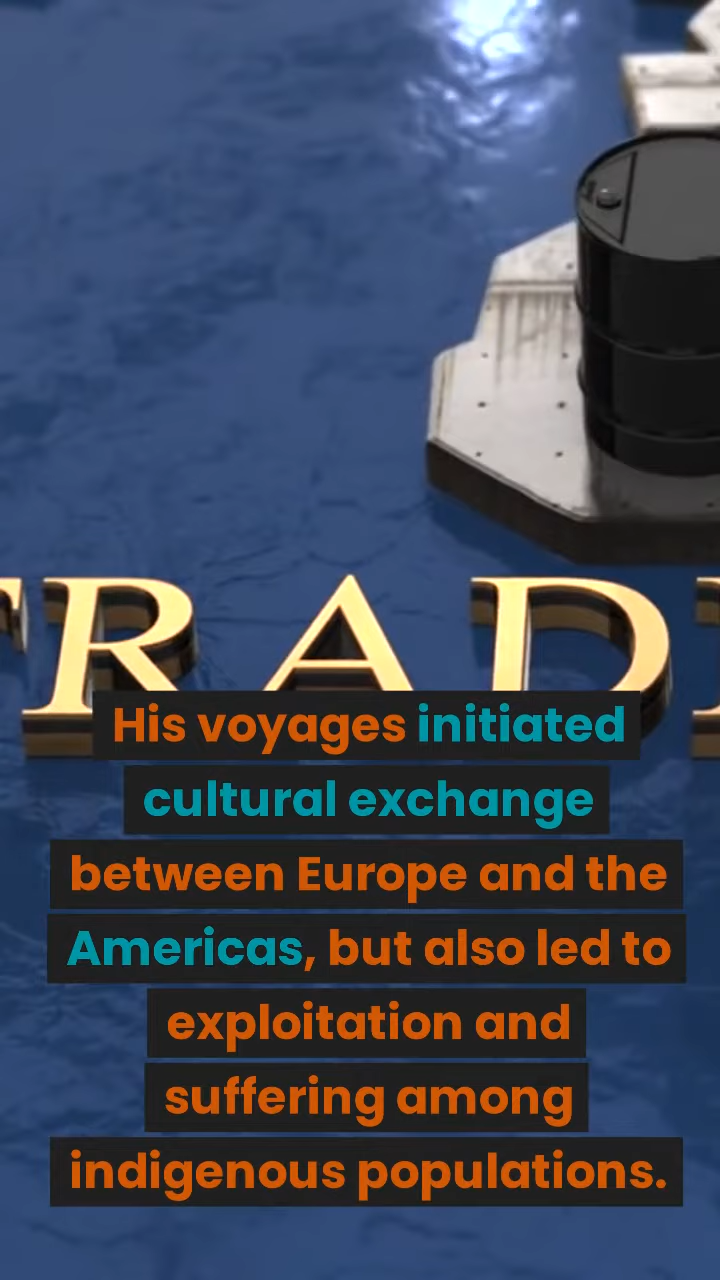 TRAD
His voyages initiated
cultural exchange
between Europe and the
Americas, but also led to
exploitation and
suffering among
indigenous populations.